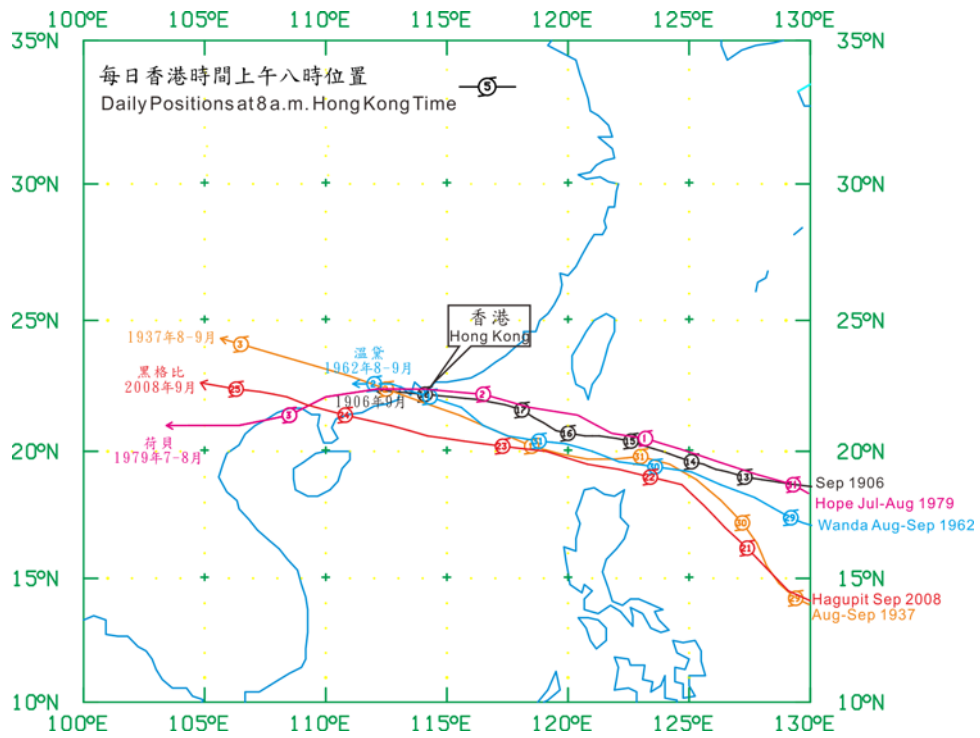 100°E 105°E 110°E 115°E 120°E 125°E 130°E
35°N 35°N
每日香港時間上午八時位置
Daily Positions at 8 a.m. Hong Kong Time
5
30°N 30°N
25°N 25°N
香港
Hong Kong
1937年8-9月
3
温黛
1962年8-9月
黑格比
2008年9月
25
2
1906年9月
18
2
17
24
3
荷貝
1979年7-8月
16
15
1
14
13
31
23
31
31
30
22
29
30
21
29
20°N 20°N
Sep 1906
Hope Jul-Aug 1979
Wanda Aug-Sep 1962
15°N 15°N
Hagupit Sep 2008
Aug-Sep 1937
10°N 10°N
100°E 105°E 110°E 115°E 120°E 125°E 130°E